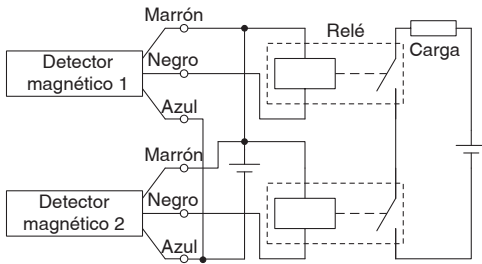 Marrón
Detector
magnético 1
Negro
Azul
Relé
Carga
Marrón
Detector
magnético 2
Negro
Azul